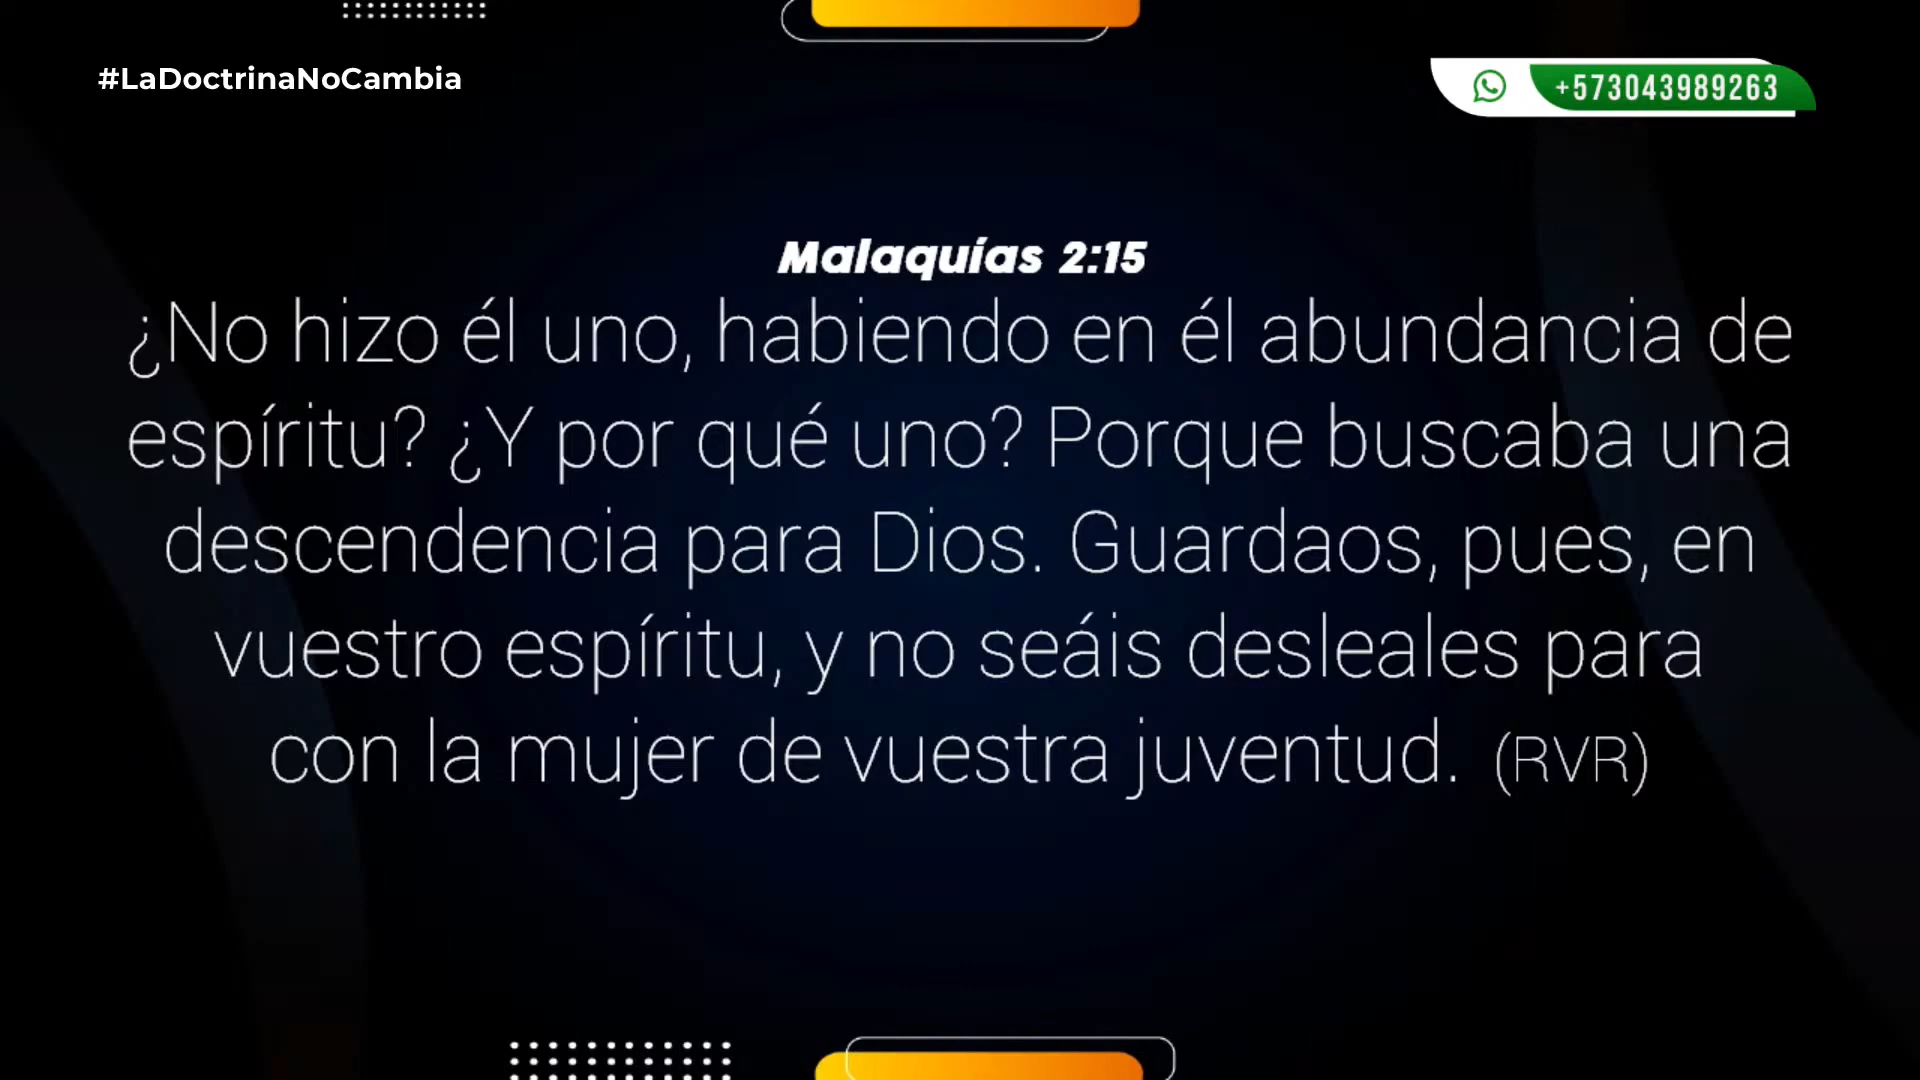 #LaDoctrinaNoCambia
+573043989263
Malaquías 2:15
¿No hizo él uno, habiendo en él abundancia de
espíritu? ¿Y por qué uno? Porque buscaba una
descendencia para Dios. Guardaos, pues, en
vuestro espíritu, y no seáis desleales para
con la mujer de vuestra juventud. (RVR)